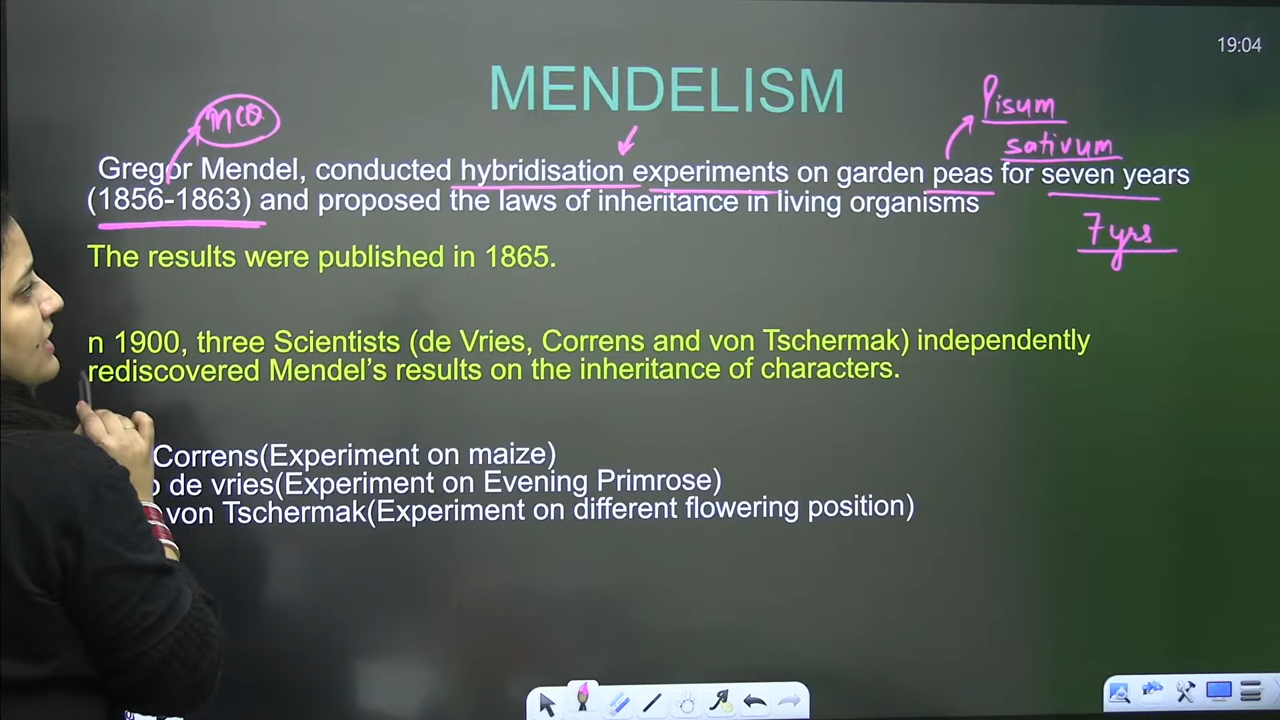 19:04
MENDELISM
MCQ
Pisum
sativum
Gregor Mendel, conducted hybridisation experiments on garden peas for seven years
(1856-1863) and proposed the laws of inheritance in living organisms
7 yrs
The results were published in 1865.
n 1900, three Scientists (de Vries, Correns and von Tschermak) independently
rediscovered Mendel’s results on the inheritance of characters.
Correns(Experiment on maize)
o de vries(Experiment on Evening Primrose)
von Tschermak(Experiment on different flowering position)